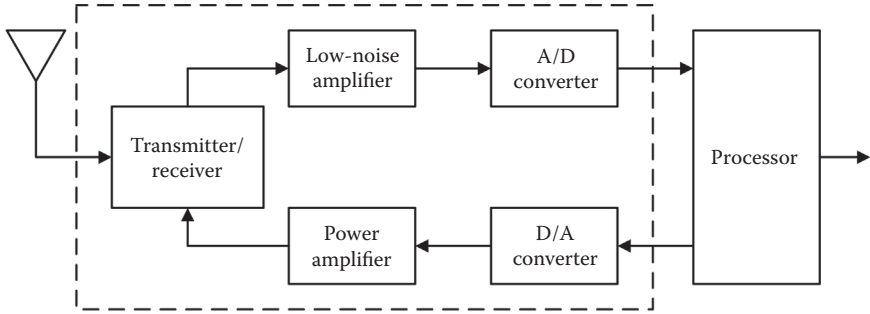 Low-noise
amplifier
A/D
converter
Transmitter/
receiver
Processor
Power
amplifier
D/A
converter